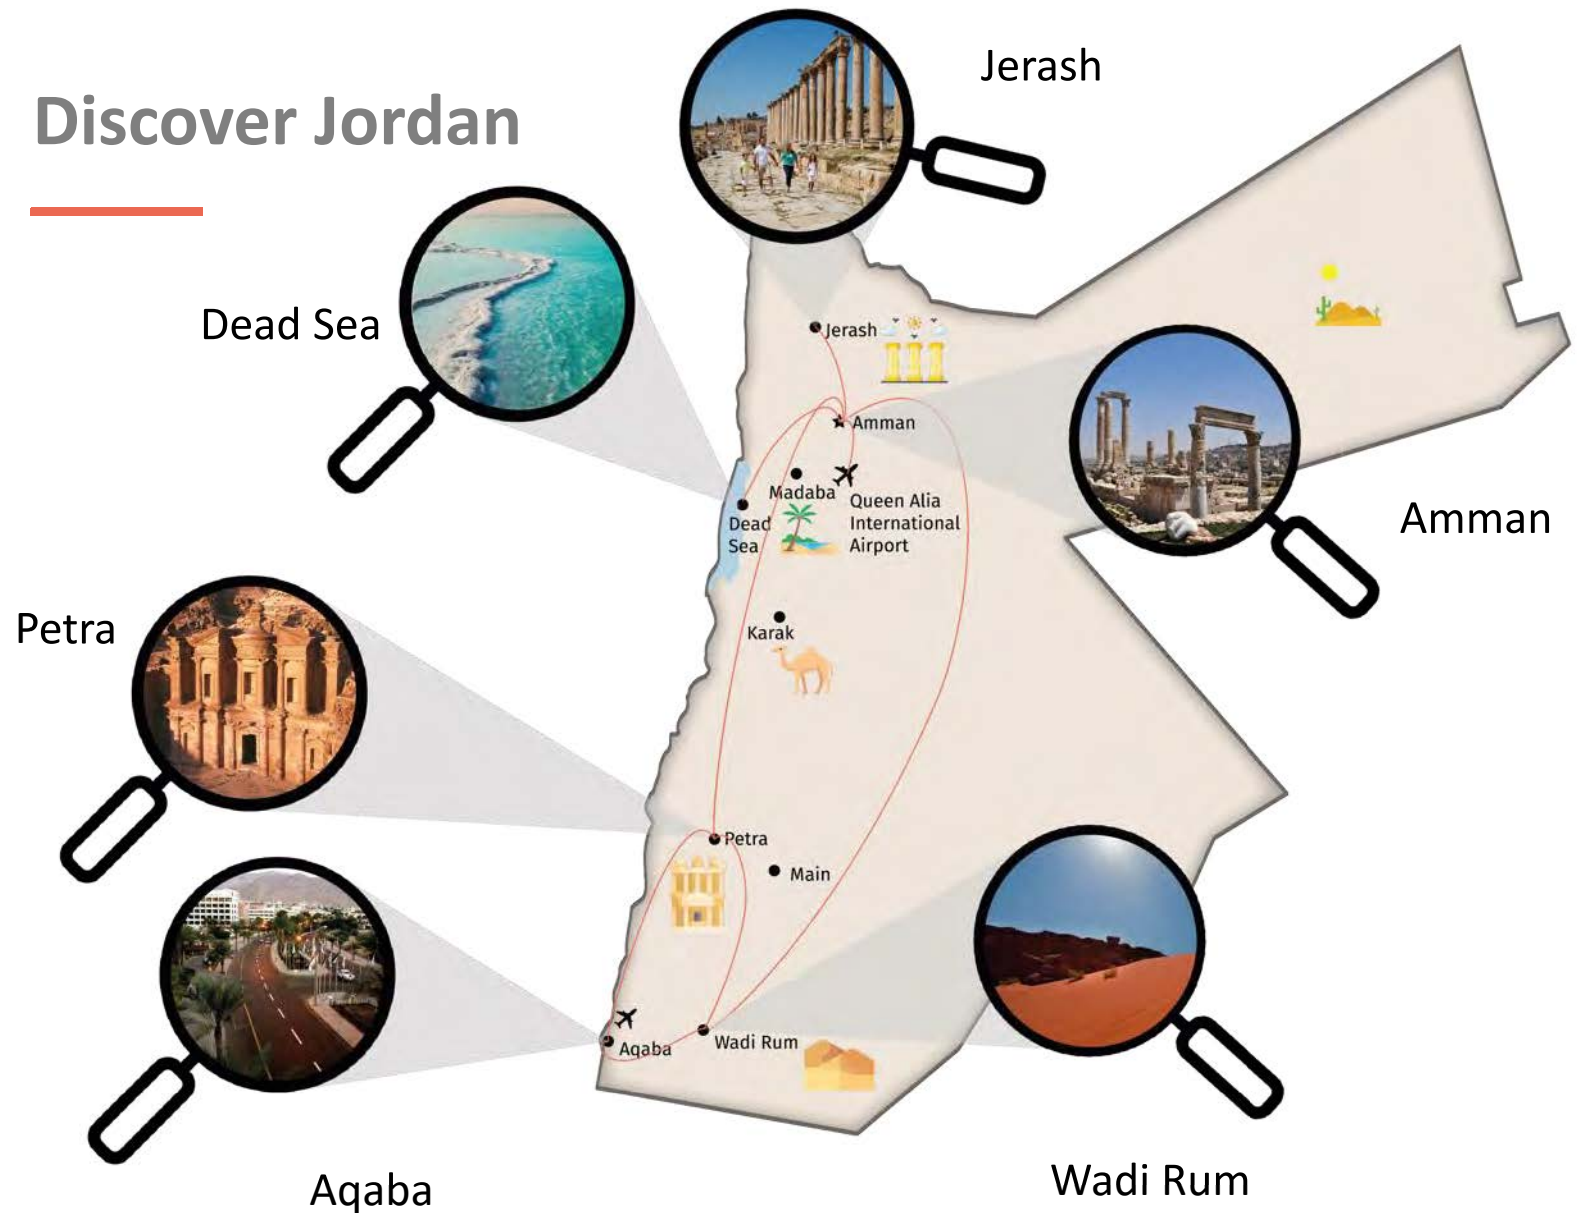 Discover Jordan
Jerash
Dead Sea
Jerash
Amman
Madaba
Queen Alia
International
Airport
Dead
Sea
Amman
Petra
Karak
Petra
Main
Aqaba
Wadi Rum
Aqaba
Wadi Rum